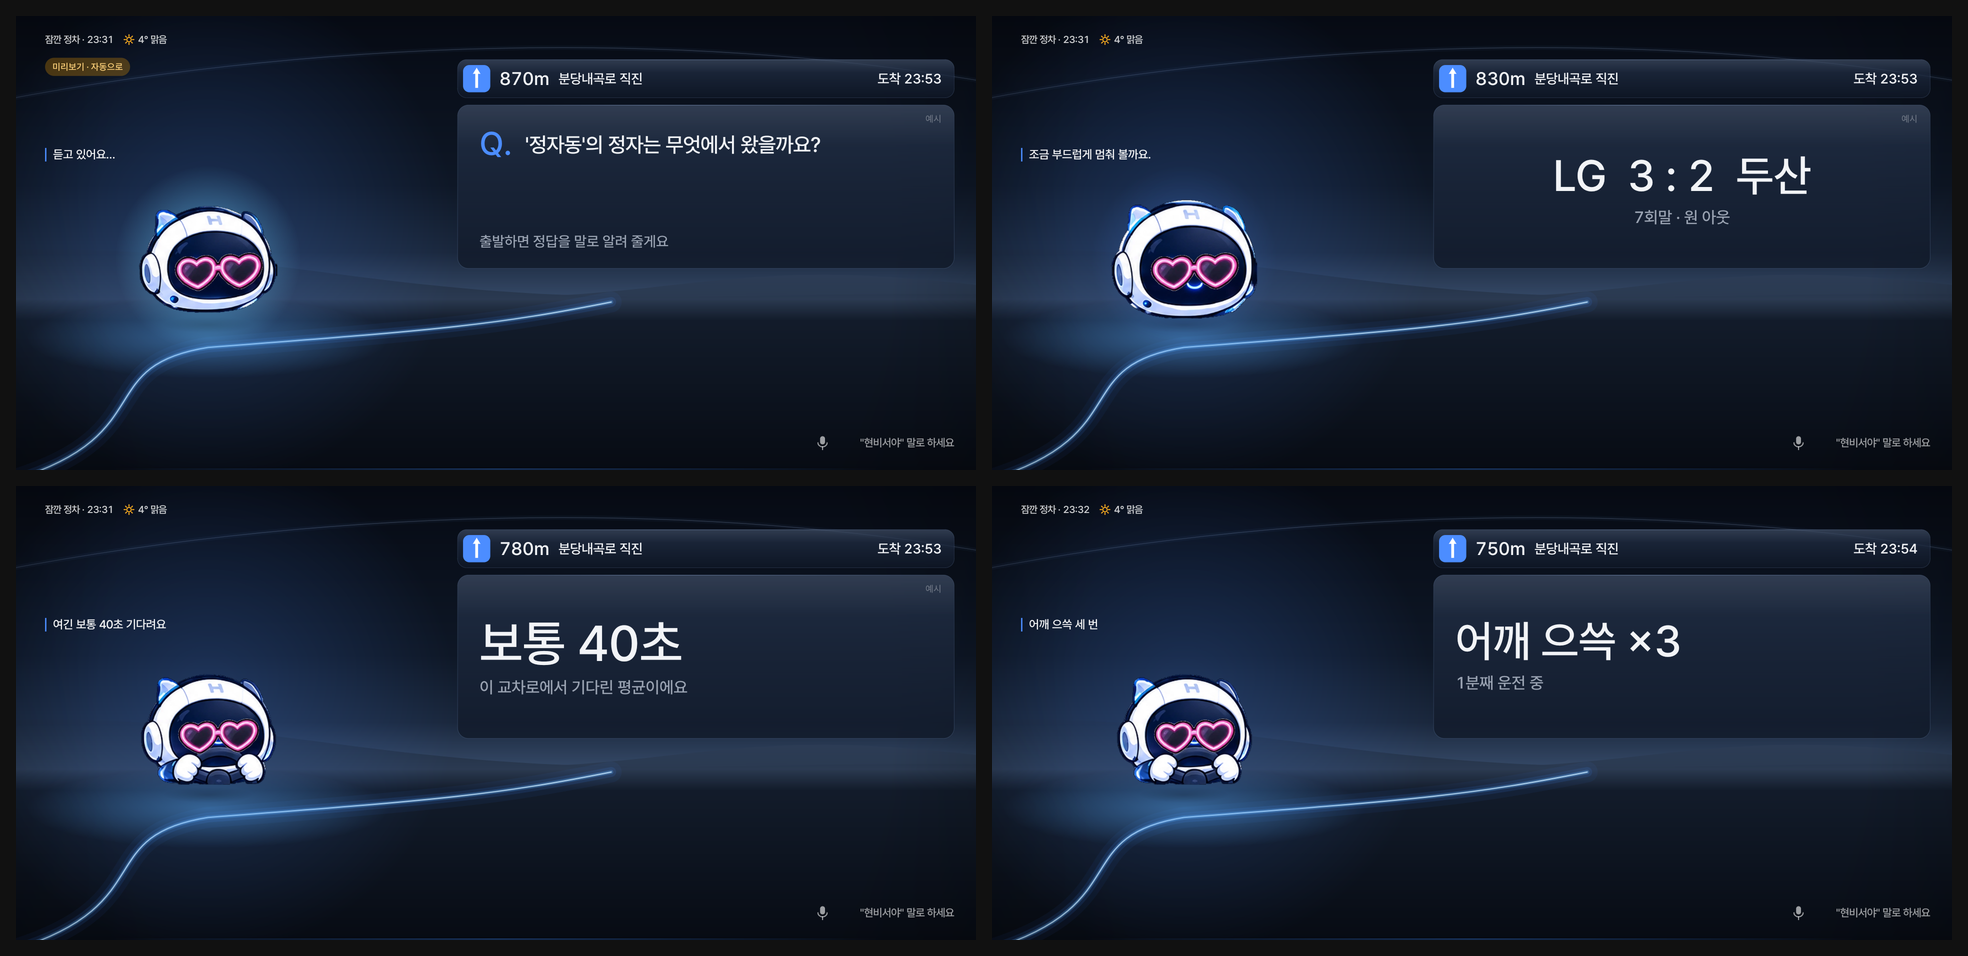 잠깐 정차 · 23:31 4° 맑음
미리보기 · 자동으로
870m 분당내곡로 직진 도착 23:53
예시
Q. '정자동'의 정자는 무엇에서 왔을까요?
듣고 있어요...
H
출발하면 정답을 말로 알려 줄게요
"현비서야" 말로 하세요
잠깐 정차 · 23:31 4° 맑음
830m 분당내곡로 직진 도착 23:53
예시
조금 부드럽게 멈춰 볼까요.
LG 3 : 2 두산
7회말 · 원 아웃
H
"현비서야" 말로 하세요
잠깐 정차 · 23:31 4° 맑음
780m 분당내곡로 직진 도착 23:53
예시
여긴 보통 40초 기다려요
보통 40초
이 교차로에서 기다린 평균이에요
H
"현비서야" 말로 하세요
잠깐 정차 · 23:32 4° 맑음
750m 분당내곡로 직진 도착 23:54
어깨 으쓱 세 번
어깨 으쓱 ×3
1분째 운전 중
H
"현비서야" 말로 하세요